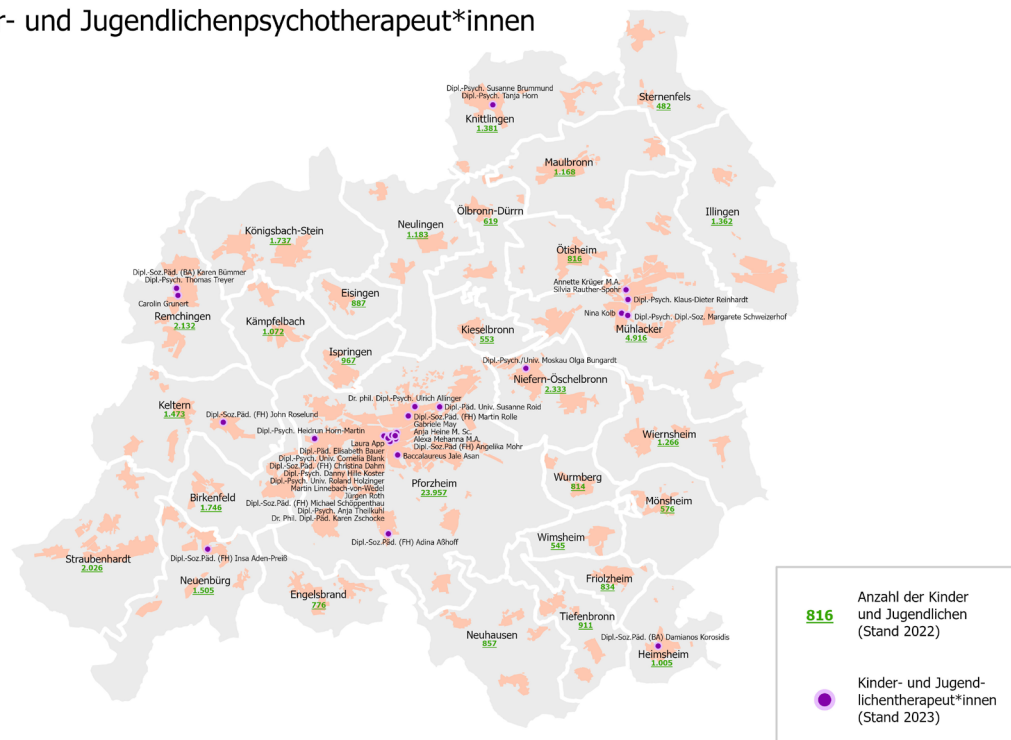 r- und Jugendlichenpsychotherapeut*innen
Dipl.-Psych. Susanne Brummund
Dipl.-Psych. Tanja Horn
Knittlingen
1.381
Sternenfels
482
Maulbronn
1.168
Illingen
1.362
Ölbronn-Dürrn
619
Neulingen
1.183
Königsbach-Stein
1.737
Ötisheim
816
Dipl.-Soz.Päd. (BA) Karen Bümmer
Dipl.-Psych. Thomas Treyer
Carolin Grunert
Remchingen
2.132
Eisingen
887
Annette Krüger M.A.
Silvia Rauther-Spohr
Dipl.-Psych. Klaus-Dieter Reinhardt
Nina Kolb
Dipl.-Psych. Dipl.-Soz. Margarete Schweizerhof
Mühlacker
4.916
Kämpfelbach
1.072
Kieselbronn
553
Ispringen
967
Dipl.-Psych./Univ. Moskau Olga Bungardt
Niefern-Öschelbronn
2.333
Keltern
1.473
Dipl.-Soz.Päd. (FH) John Roselund
Dr. phil. Dipl.-Psych. Ulrich Allinger
Dipl.-Päd. Univ. Susanne Roid
Dipl.-Soz.Päd. (FH) Martin Rolle
Gabriele May
Anja Heine M. Sc.
Alexa Mehanna M.A.
Dipl.-Soz.Päd (FH) Angelika Mohr
Baccalaureus Jale Asan
Dipl.-Psych. Heidrun Horn-Martin
Laura App
Dipl.-Päd. Elisabeth Bauer
Dipl.-Psych. Univ. Cornelia Blank
Dipl.-Soz.Päd. (FH) Christina Dahm
Dipl.-Psych. Danny Hille Koster
Dipl.-Psych. Univ. Roland Holzinger
Martin Linnebach-von-Wedel
Jürgen Roth
Dipl.-Soz.Päd. (FH) Michael Schöppenthau
Dipl.-Psych. Anja Theilkuhl
Dr. Phil. Dipl.-Päd. Karen Zschocke
Pforzheim
23.957
Wiernsheim
1.266
Wurmberg
814
Mönsheim
576
Birkenfeld
1.746
Dipl.-Soz.Päd. (FH) Adina Aßhoff
Wimsheim
545
Straubenhardt
2.026
Dipl.-Soz.Päd. (FH) Insa Aden-Preiß
Neuenbürg
1.505
Engelsbrand
776
Friolzheim
834
Tiefenbronn
911
Neuhausen
857
Dipl.-Soz.Päd. (BA) Damianos Korosidis
Heimsheim
1.005
816
Anzahl der Kinder
und Jugendlichen
(Stand 2022)
Kinder- und Jugend-
lichentherapeut*innen
(Stand 2023)